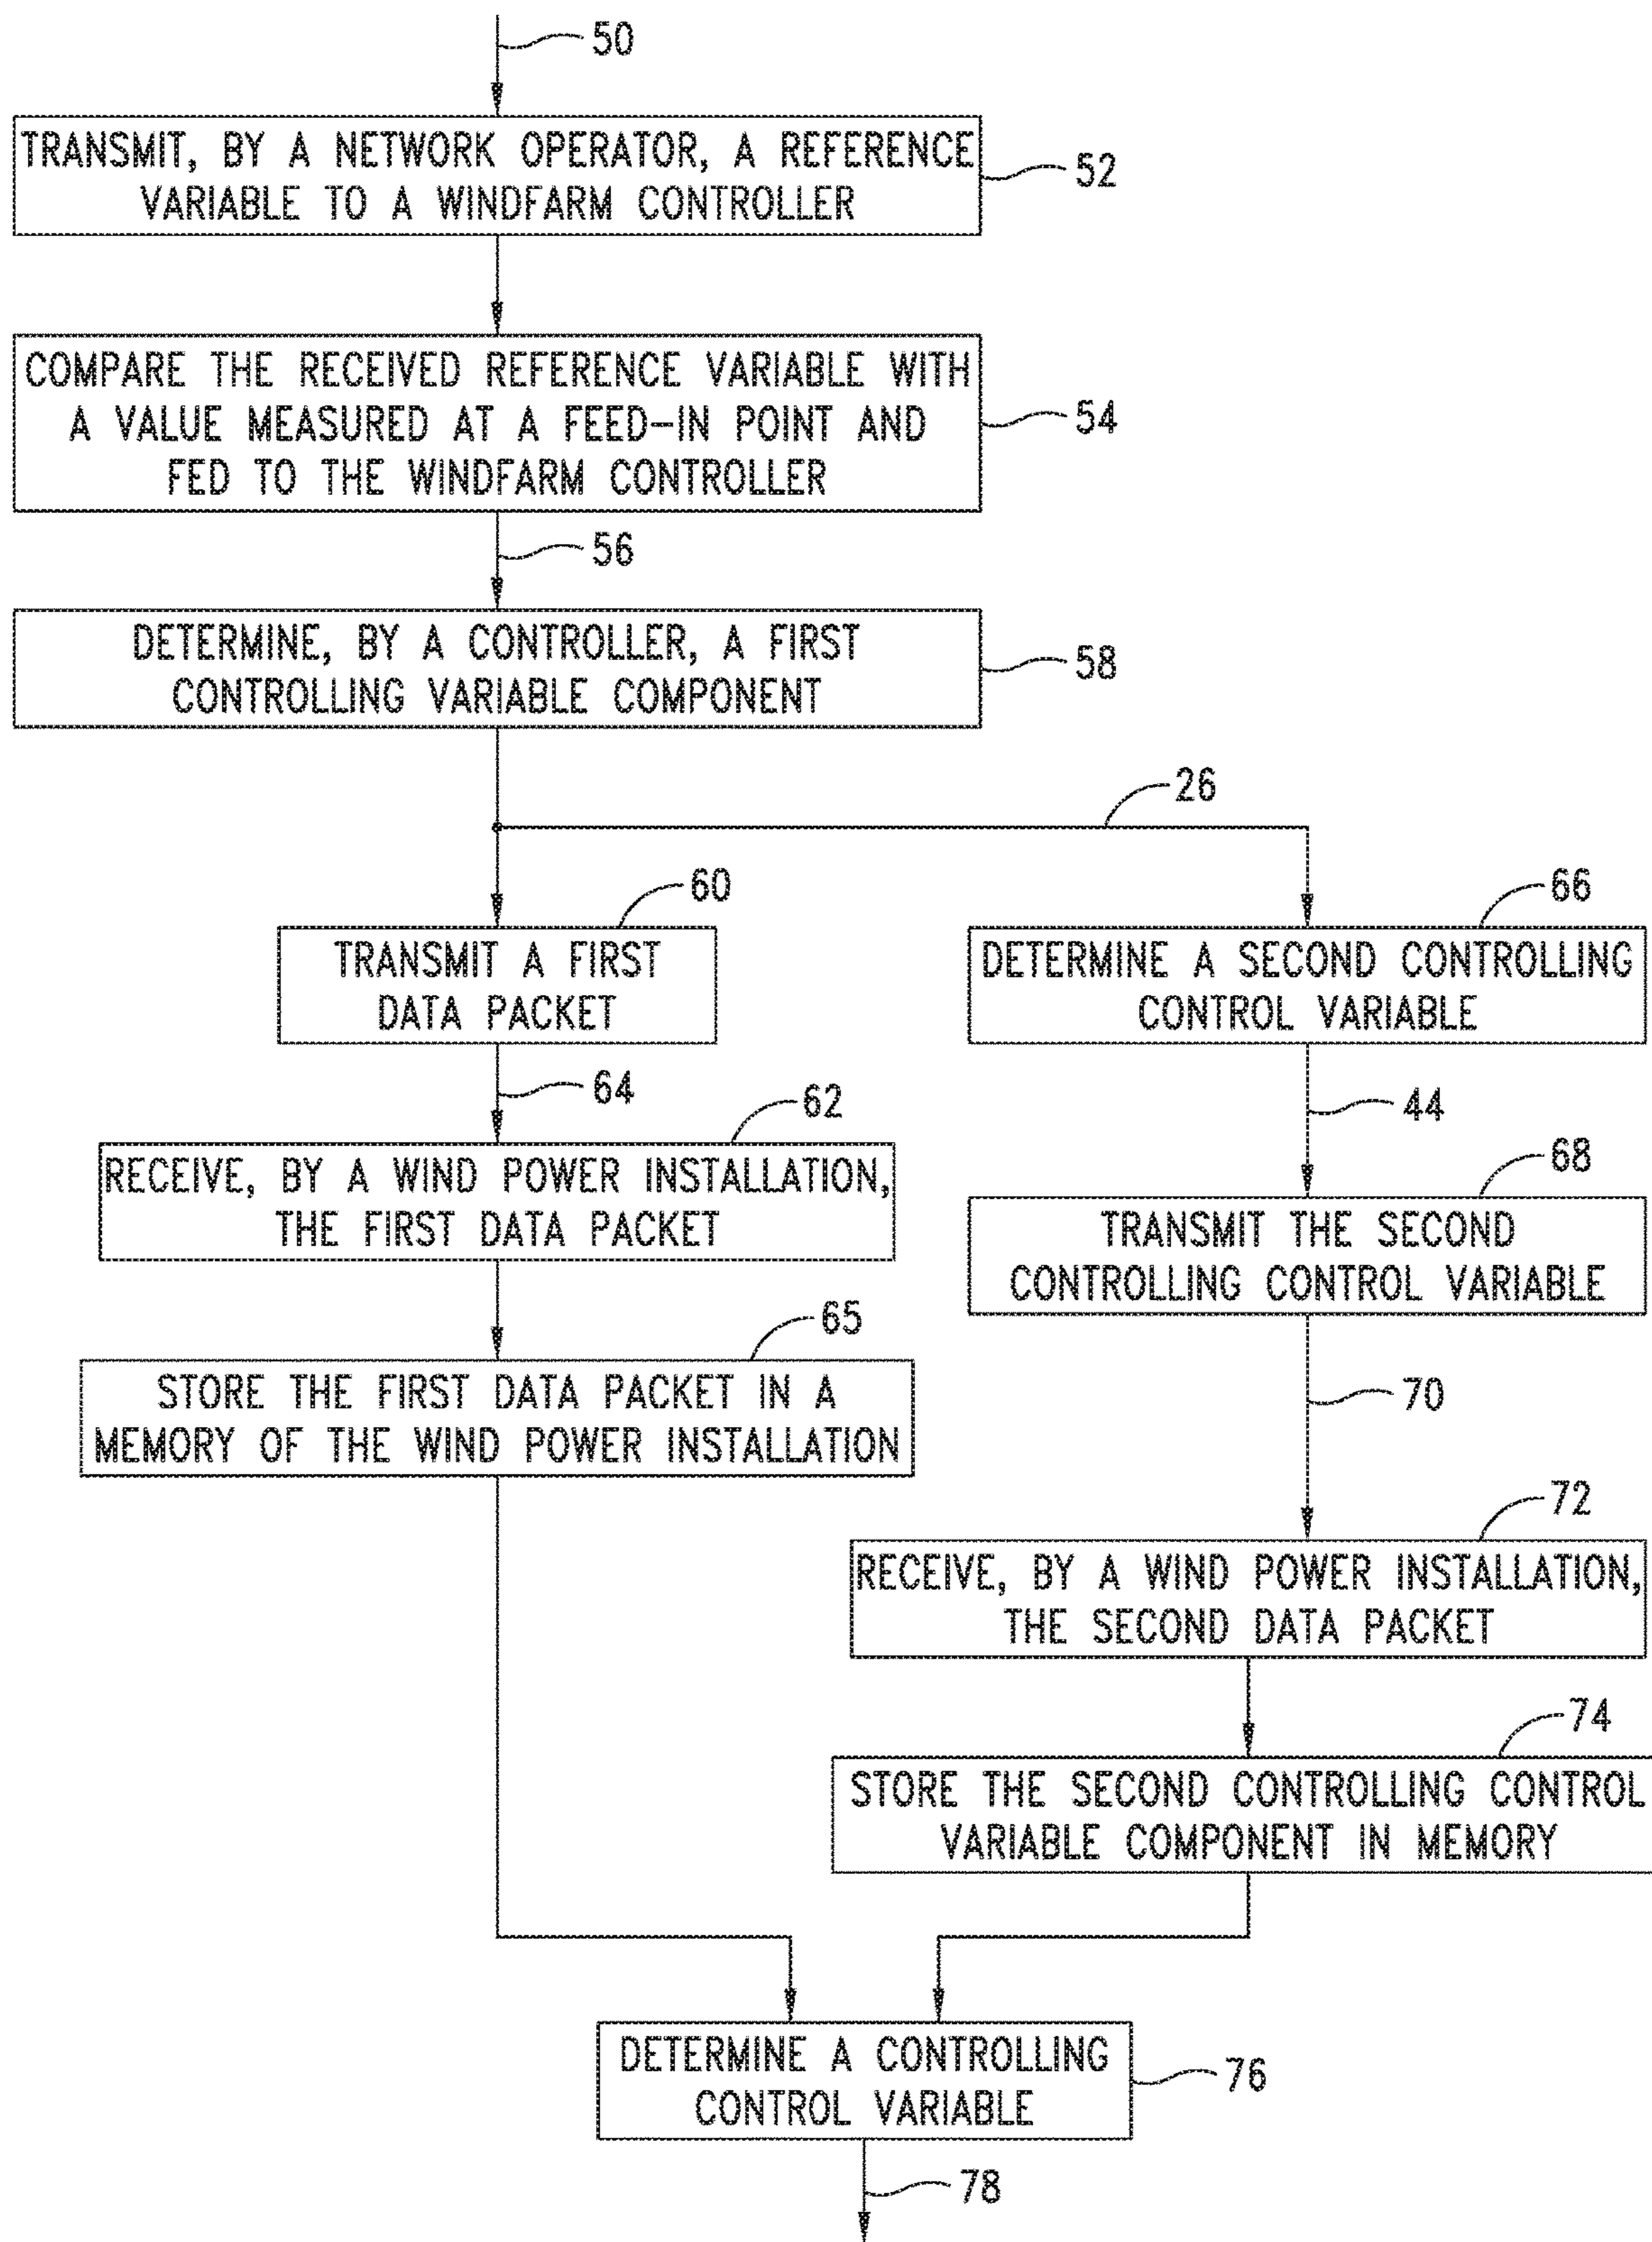 50
TRANSMIT, BY A NETWORK OPERATOR, A REFERENCE
VARIABLE TO A WINDFARM CONTROLLER
52
COMPARE THE RECEIVED REFERENCE VARIABLE WITH
A VALUE MEASURED AT A FEED-IN POINT AND
FED TO THE WINDFARM CONTROLLER
54
56
DETERMINE, BY A CONTROLLER, A FIRST
CONTROLLING VARIABLE COMPONENT
58
26
60
TRANSMIT A FIRST
DATA PACKET
66
DETERMINE A SECOND CONTROLLING
CONTROL VARIABLE
64
62
RECEIVE, BY A WIND POWER INSTALLATION,
THE FIRST DATA PACKET
44
68
TRANSMIT THE SECOND
CONTROLLING CONTROL VARIABLE
65
STORE THE FIRST DATA PACKET IN A
MEMORY OF THE WIND POWER INSTALLATION
70
72
RECEIVE, BY A WIND POWER INSTALLATION,
THE SECOND DATA PACKET
74
STORE THE SECOND CONTROLLING CONTROL
VARIABLE COMPONENT IN MEMORY
DETERMINE A CONTROLLING
CONTROL VARIABLE
76
78